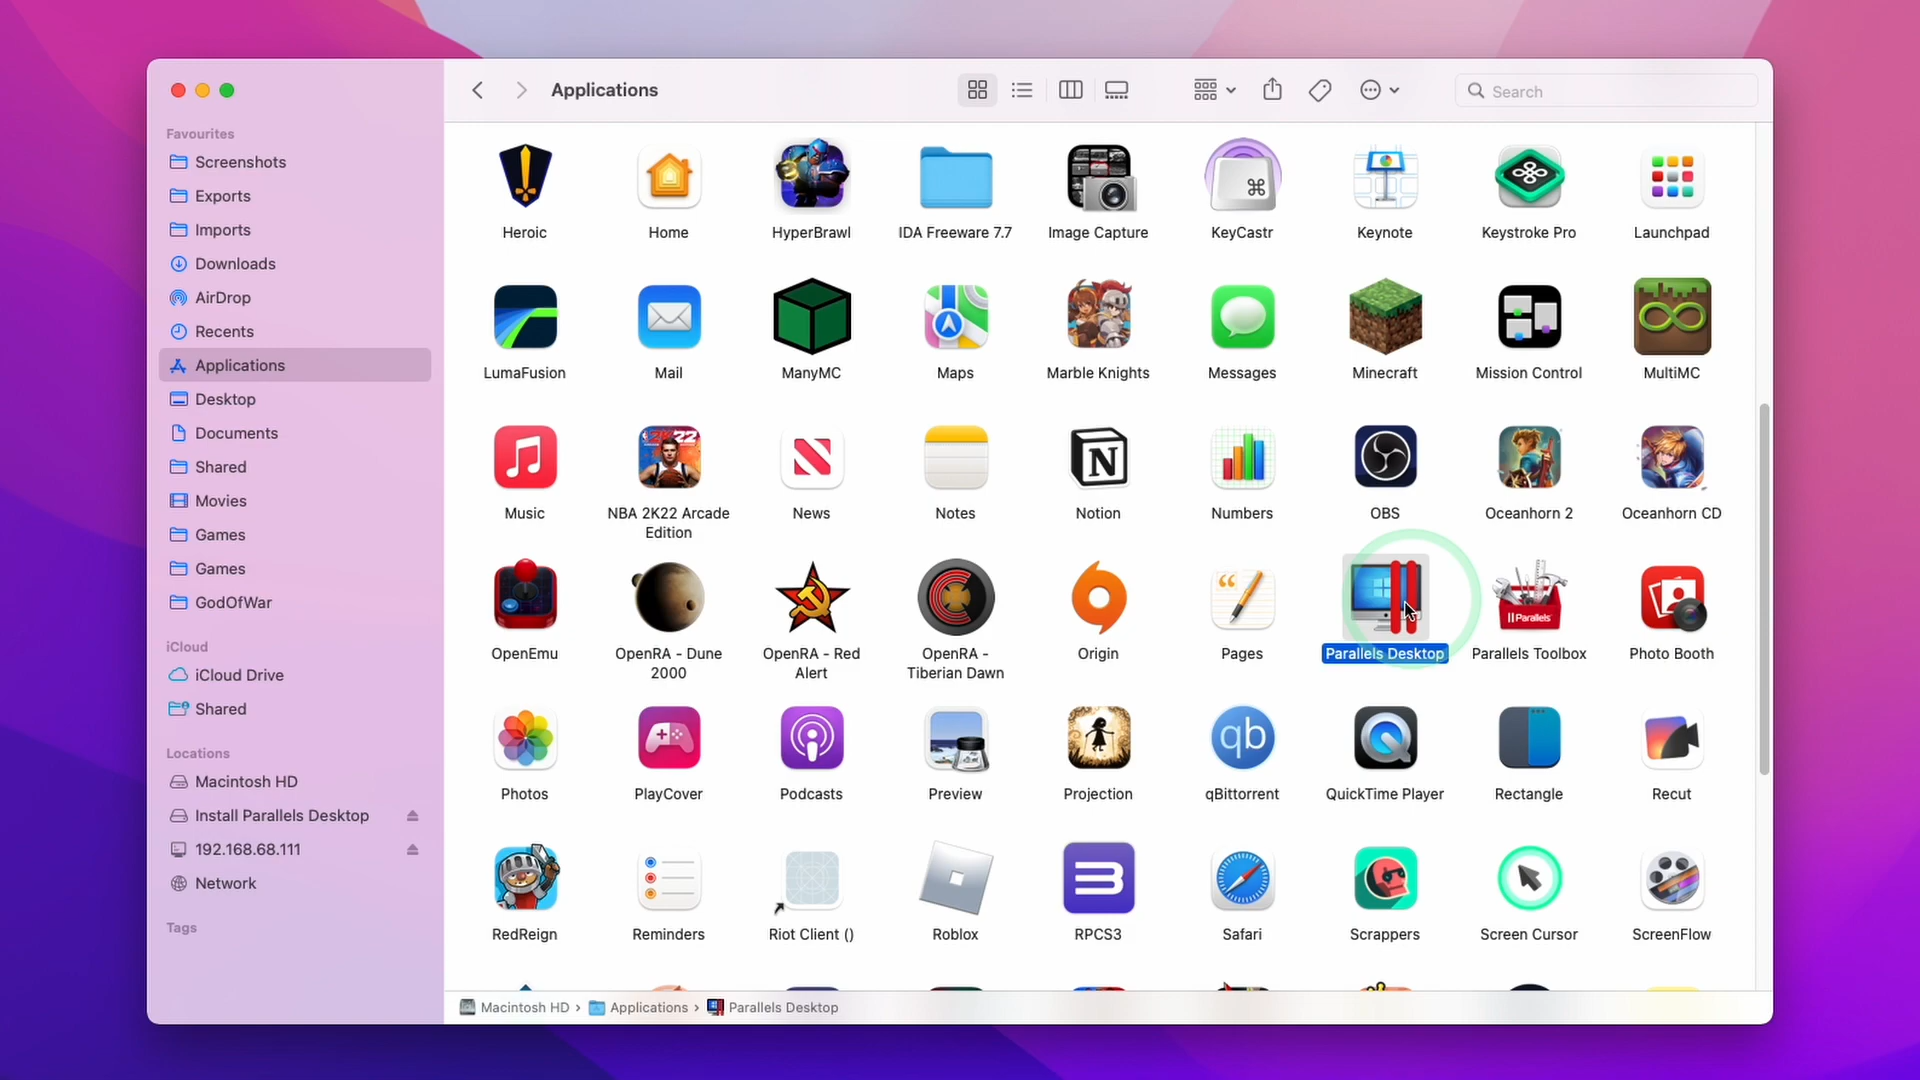 Applications
Search
Favourites
Screenshots
Exports
Imports
Downloads
AirDrop
Recents
Applications
Desktop
Documents
Shared
Movies
Games
Games
GodOfWar
iCloud
iCloud Drive
Shared
Locations
Macintosh HD
Install Parallels Desktop
192.168.68.111
Network
Tags
Heroic
Home
HyperBrawl
IDA Freeware 7.7
Image Capture
KeyCastr
Keynote
Keystroke Pro
Launchpad
LumaFusion
Mail
ManyMC
Maps
Marble Knights
Messages
Minecraft
Mission Control
MultiMC
2K22
Music
NBA 2K22 Arcade
Edition
News
Notes
Notion
Numbers
OBS
Oceanhorn 2
Oceanhorn CD
Parallels
OpenEmu
OpenRA - Dune
2000
OpenRA - Red
Alert
OpenRA -
Tiberian Dawn
Origin
Pages
Parallels Desktop
Parallels Toolbox
Photo Booth
qb
Photos
PlayCover
Podcasts
Preview
Projection
qBittorrent
QuickTime Player
Rectangle
Recut
RedReign
Reminders
Riot Client ()
Roblox
RPCS3
Safari
Scrappers
Screen Cursor
ScreenFlow
Macintosh HD › Applications › Parallels Desktop